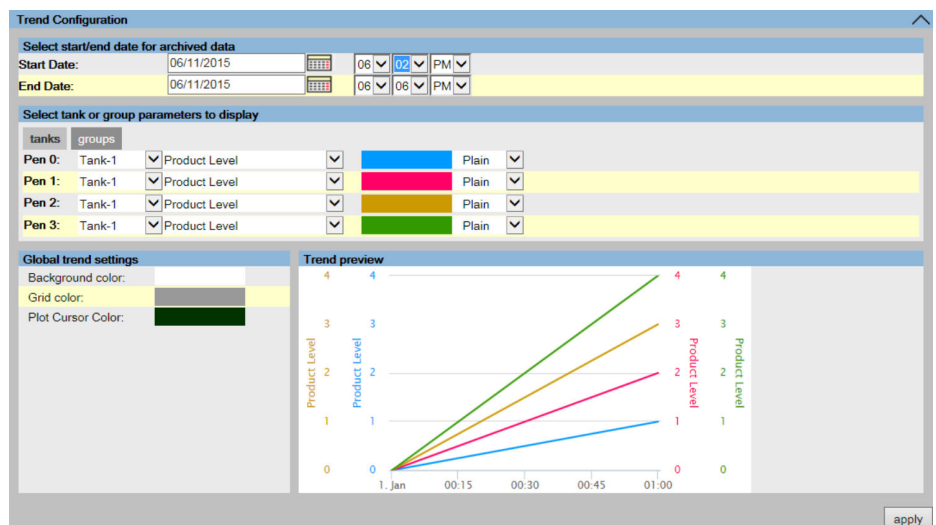 Trend Configuration
Select start/end date for archived data
Start Date: 06/11/2015 06 02 PM
End Date: 06/11/2015 06 06 PM
Select tank or group parameters to display
tanks groups
Pen 0: Tank-1 Product Level Plain
Pen 1: Tank-1 Product Level Plain
Pen 2: Tank-1 Product Level Plain
Pen 3: Tank-1 Product Level Plain
Global trend settings
Background color:
Grid color:
Plot Cursor Color:
Trend preview
4 4 4 4
3 3 3 3
2 2 2 2
1 1 1 1
0 0 0 0
Product Level
Product Level
Product Level
Product Level
1. Jan 00:15 00:30 00:45 01:00
apply